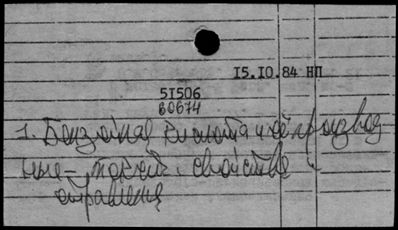 15.10.84 НП
51506
60674
1. Бензойная кислота и её производ
ные – токсич. свойства
отравления